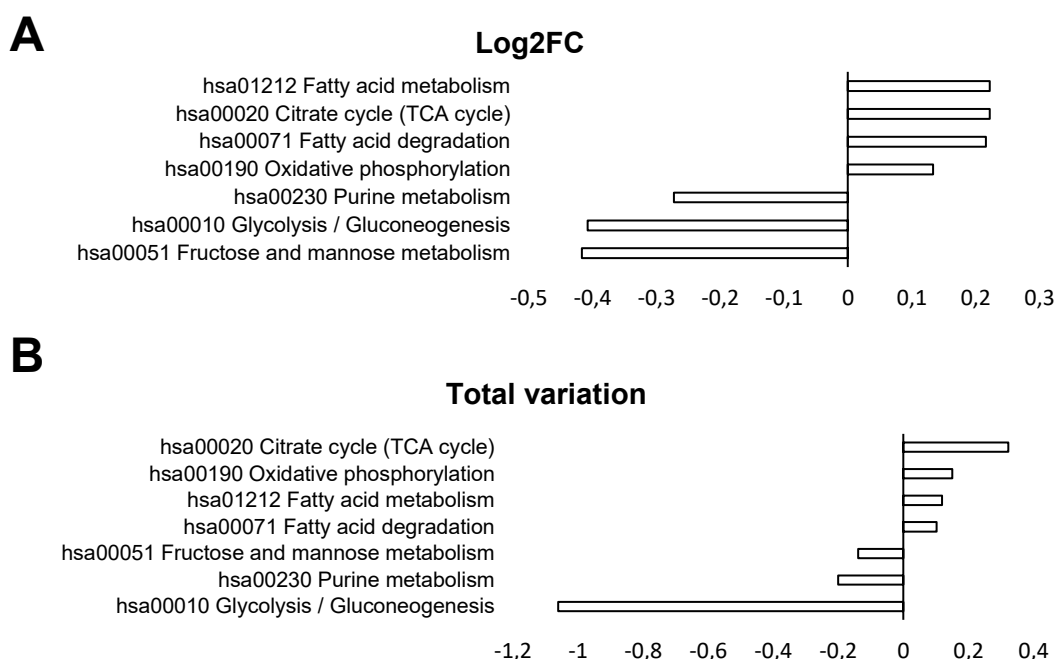 A
Log2FC
hsa01212 Fatty acid metabolism
hsa00020 Citrate cycle (TCA cycle)
hsa00071 Fatty acid degradation
hsa00190 Oxidative phosphorylation
hsa00230 Purine metabolism
hsa00010 Glycolysis / Gluconeogenesis
hsa00051 Fructose and mannose metabolism
-0,5 -0,4 -0,3 -0,2 -0,1 0 0,1 0,2 0,3
B
Total variation
hsa00020 Citrate cycle (TCA cycle)
hsa00190 Oxidative phosphorylation
hsa01212 Fatty acid metabolism
hsa00071 Fatty acid degradation
hsa00051 Fructose and mannose metabolism
hsa00230 Purine metabolism
hsa00010 Glycolysis / Gluconeogenesis
-1,2 -1 -0,8 -0,6 -0,4 -0,2 0 0,2 0,4